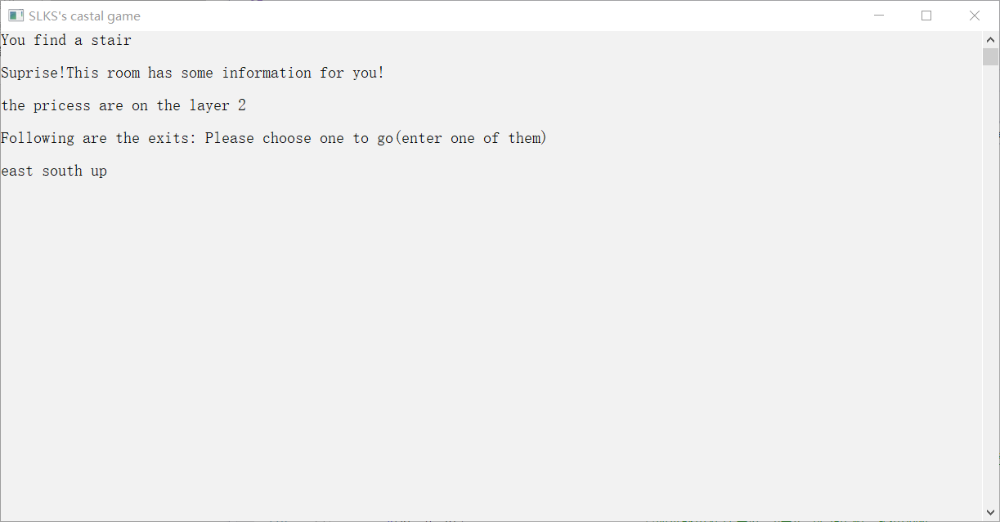 SLKS's castal game
You find a stair
Suprise!This room has some information for you!
the pricess are on the layer 2
Following are the exits: Please choose one to go(enter one of them)
east south up